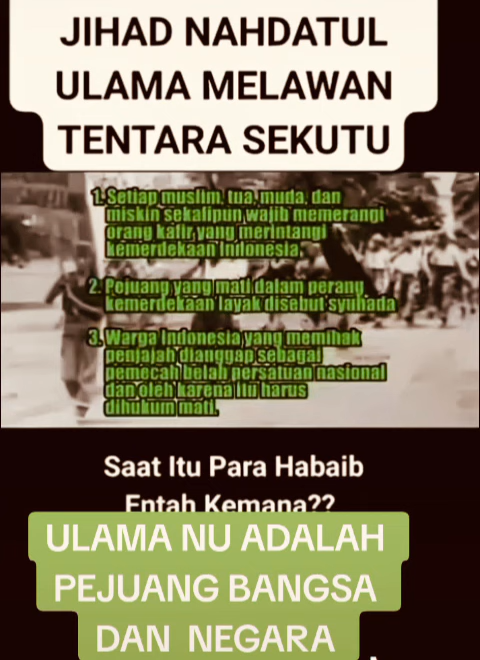 JIHAD NAHDATUL
ULAMA MELAWAN
TENTARA SEKUTU
1. Setiap muslim, tua, muda, dan
miskin sekalipun wajib memerangi
orang kafir yang merintangi
kemerdekaan Indonesia.
2. Pejuang yang mati dalam perang
kemerdekaan layak disebut syuhada
3. Warga Indonesia yang memihak
penjajah dianggap sebagai
pemecah belah persatuan nasional
dan oleh karena itu harus
dihukum mati.
Saat Itu Para Habaib
Entah Kemana??
ULAMA NU ADALAH
PEJUANG BANGSA
DAN NEGARA